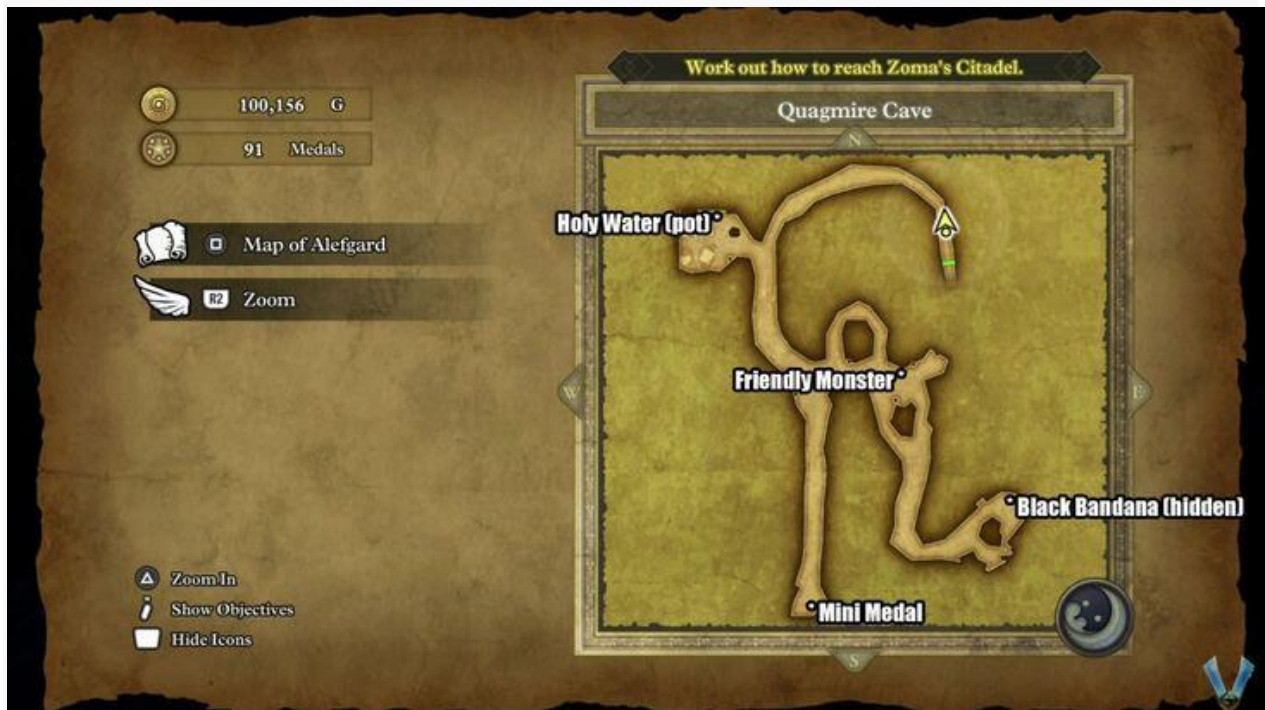 Work out how to reach Zoma's Citadel.
Quagmire Cave
100,156 G
91 Medals
Map of Alefgard
R2 Zoom
N
W
E
S
Holy Water (pot)
Friendly Monster
Black Bandana (hidden)
Mini Medal
Zoom In
Show Objectives
Hide Icons